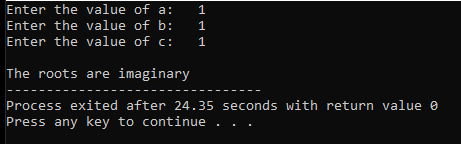 Enter the value of a:   1
Enter the value of b:   1
Enter the value of c:   1
The roots are imaginary
--------------------------------
Process exited after 24.35 seconds with return value 0
Press any key to continue . . .